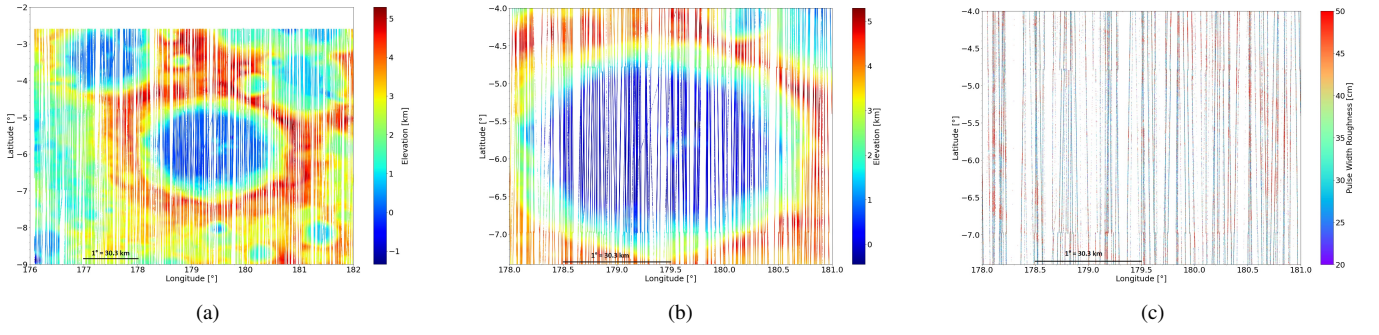 −2
−3
−4
−5
−6
−7
−8
−9
Latitude [°]
1° = 30.3 km
176 177 178 179 180 181 182
Longitude [°]
5
4
3
2
1
0
−1
Elevation [km]
(a)
−4.0
−4.5
−5.0
−5.5
−6.0
−6.5
−7.0
Latitude [°]
1° = 30.3 km
178.0 178.5 179.0 179.5 180.0 180.5 181.0
Longitude [°]
5
4
3
2
1
0
Elevation [km]
(b)
−4.0
−4.5
−5.0
−5.5
−6.0
−6.5
−7.0
Latitude [°]
1° = 30.3 km
178.0 178.5 179.0 179.5 180.0 180.5 181.0
Longitude [°]
50
45
40
35
30
25
20
Pulse Width Roughness [cm]
(c)